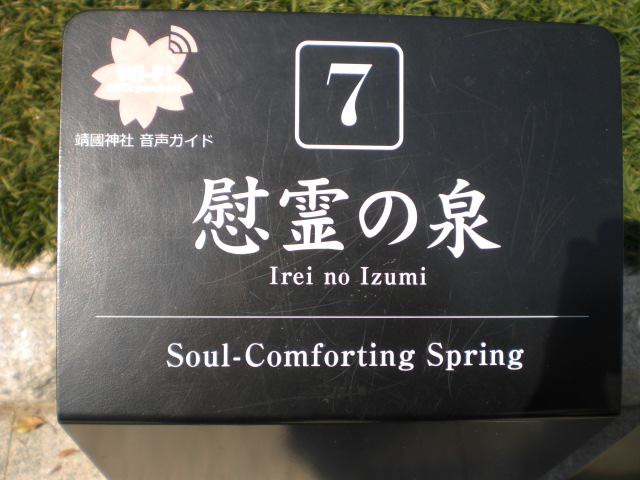 Wi-Fi
靖國神社 音声ガイド
7
慰霊の泉
Irei no Izumi
Soul-Comforting Spring